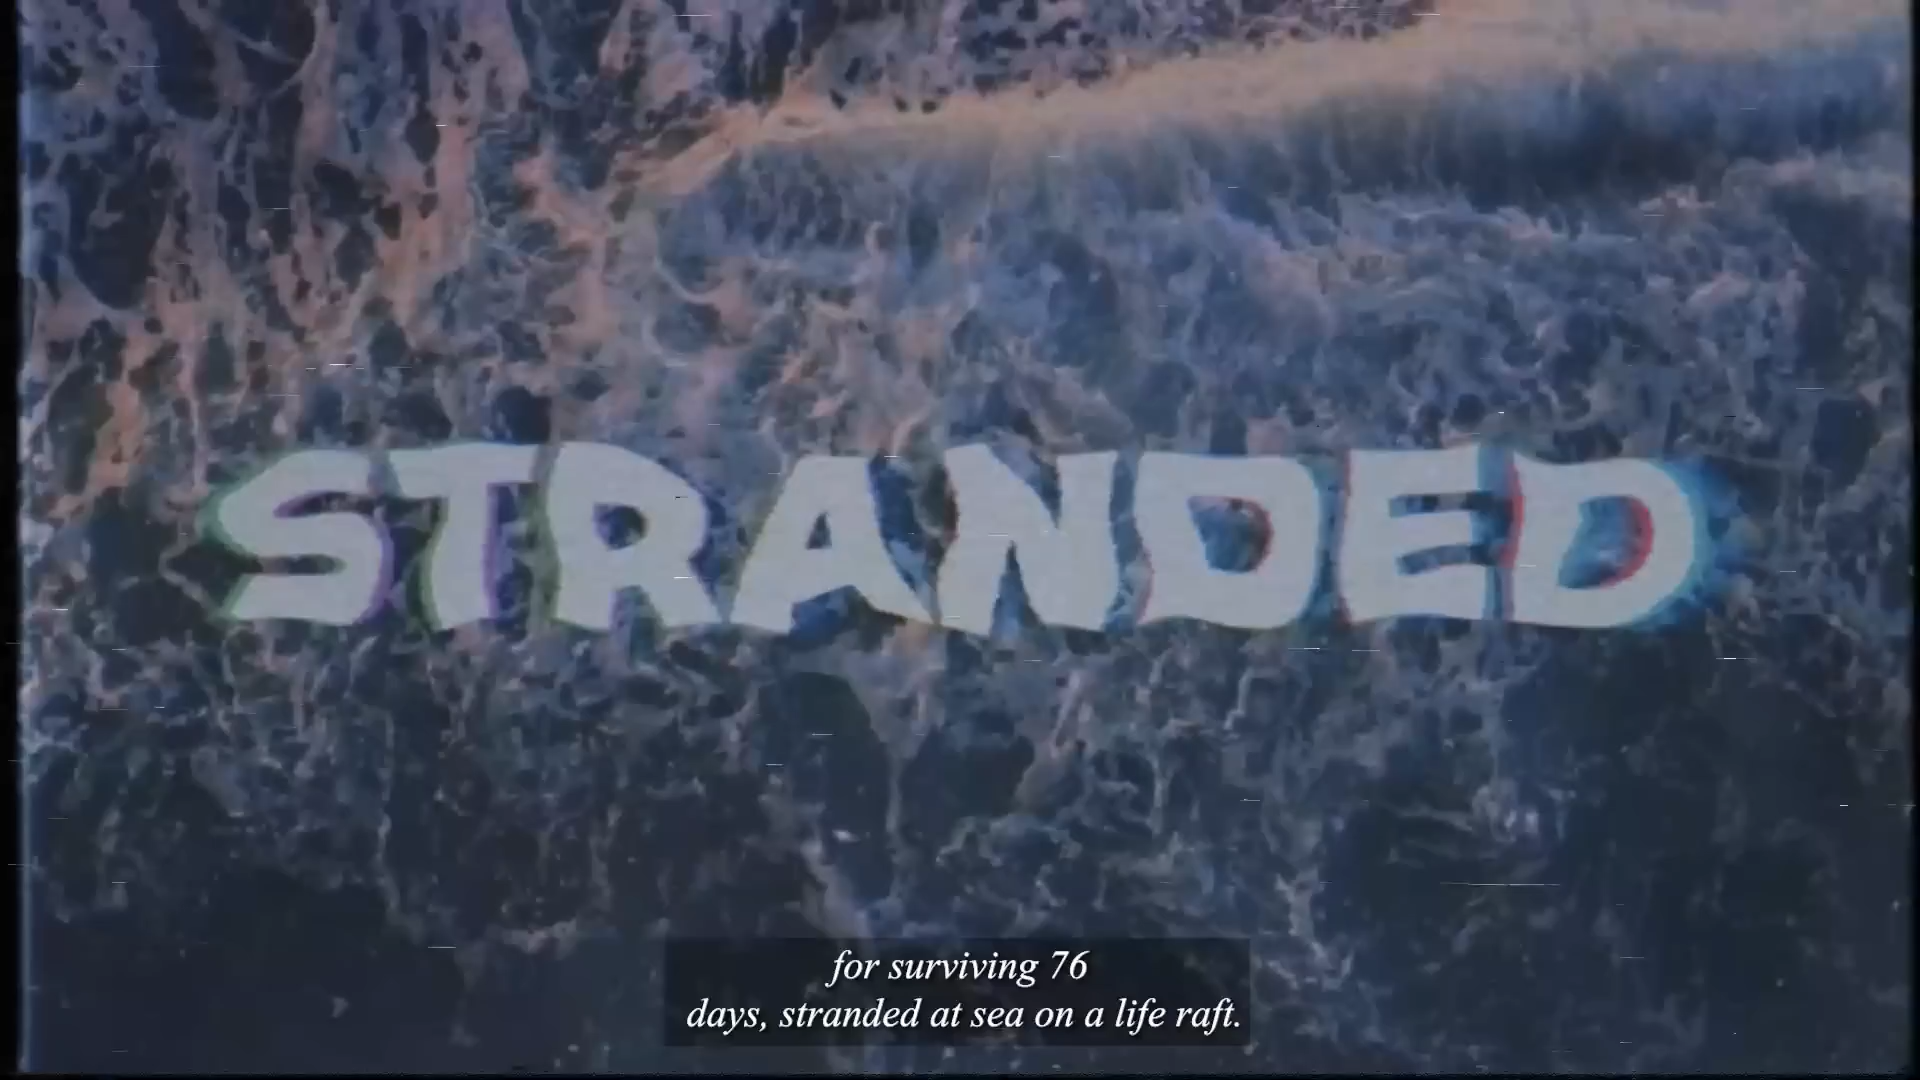 STRANDED
for surviving 76
days, stranded at sea on a life raft.